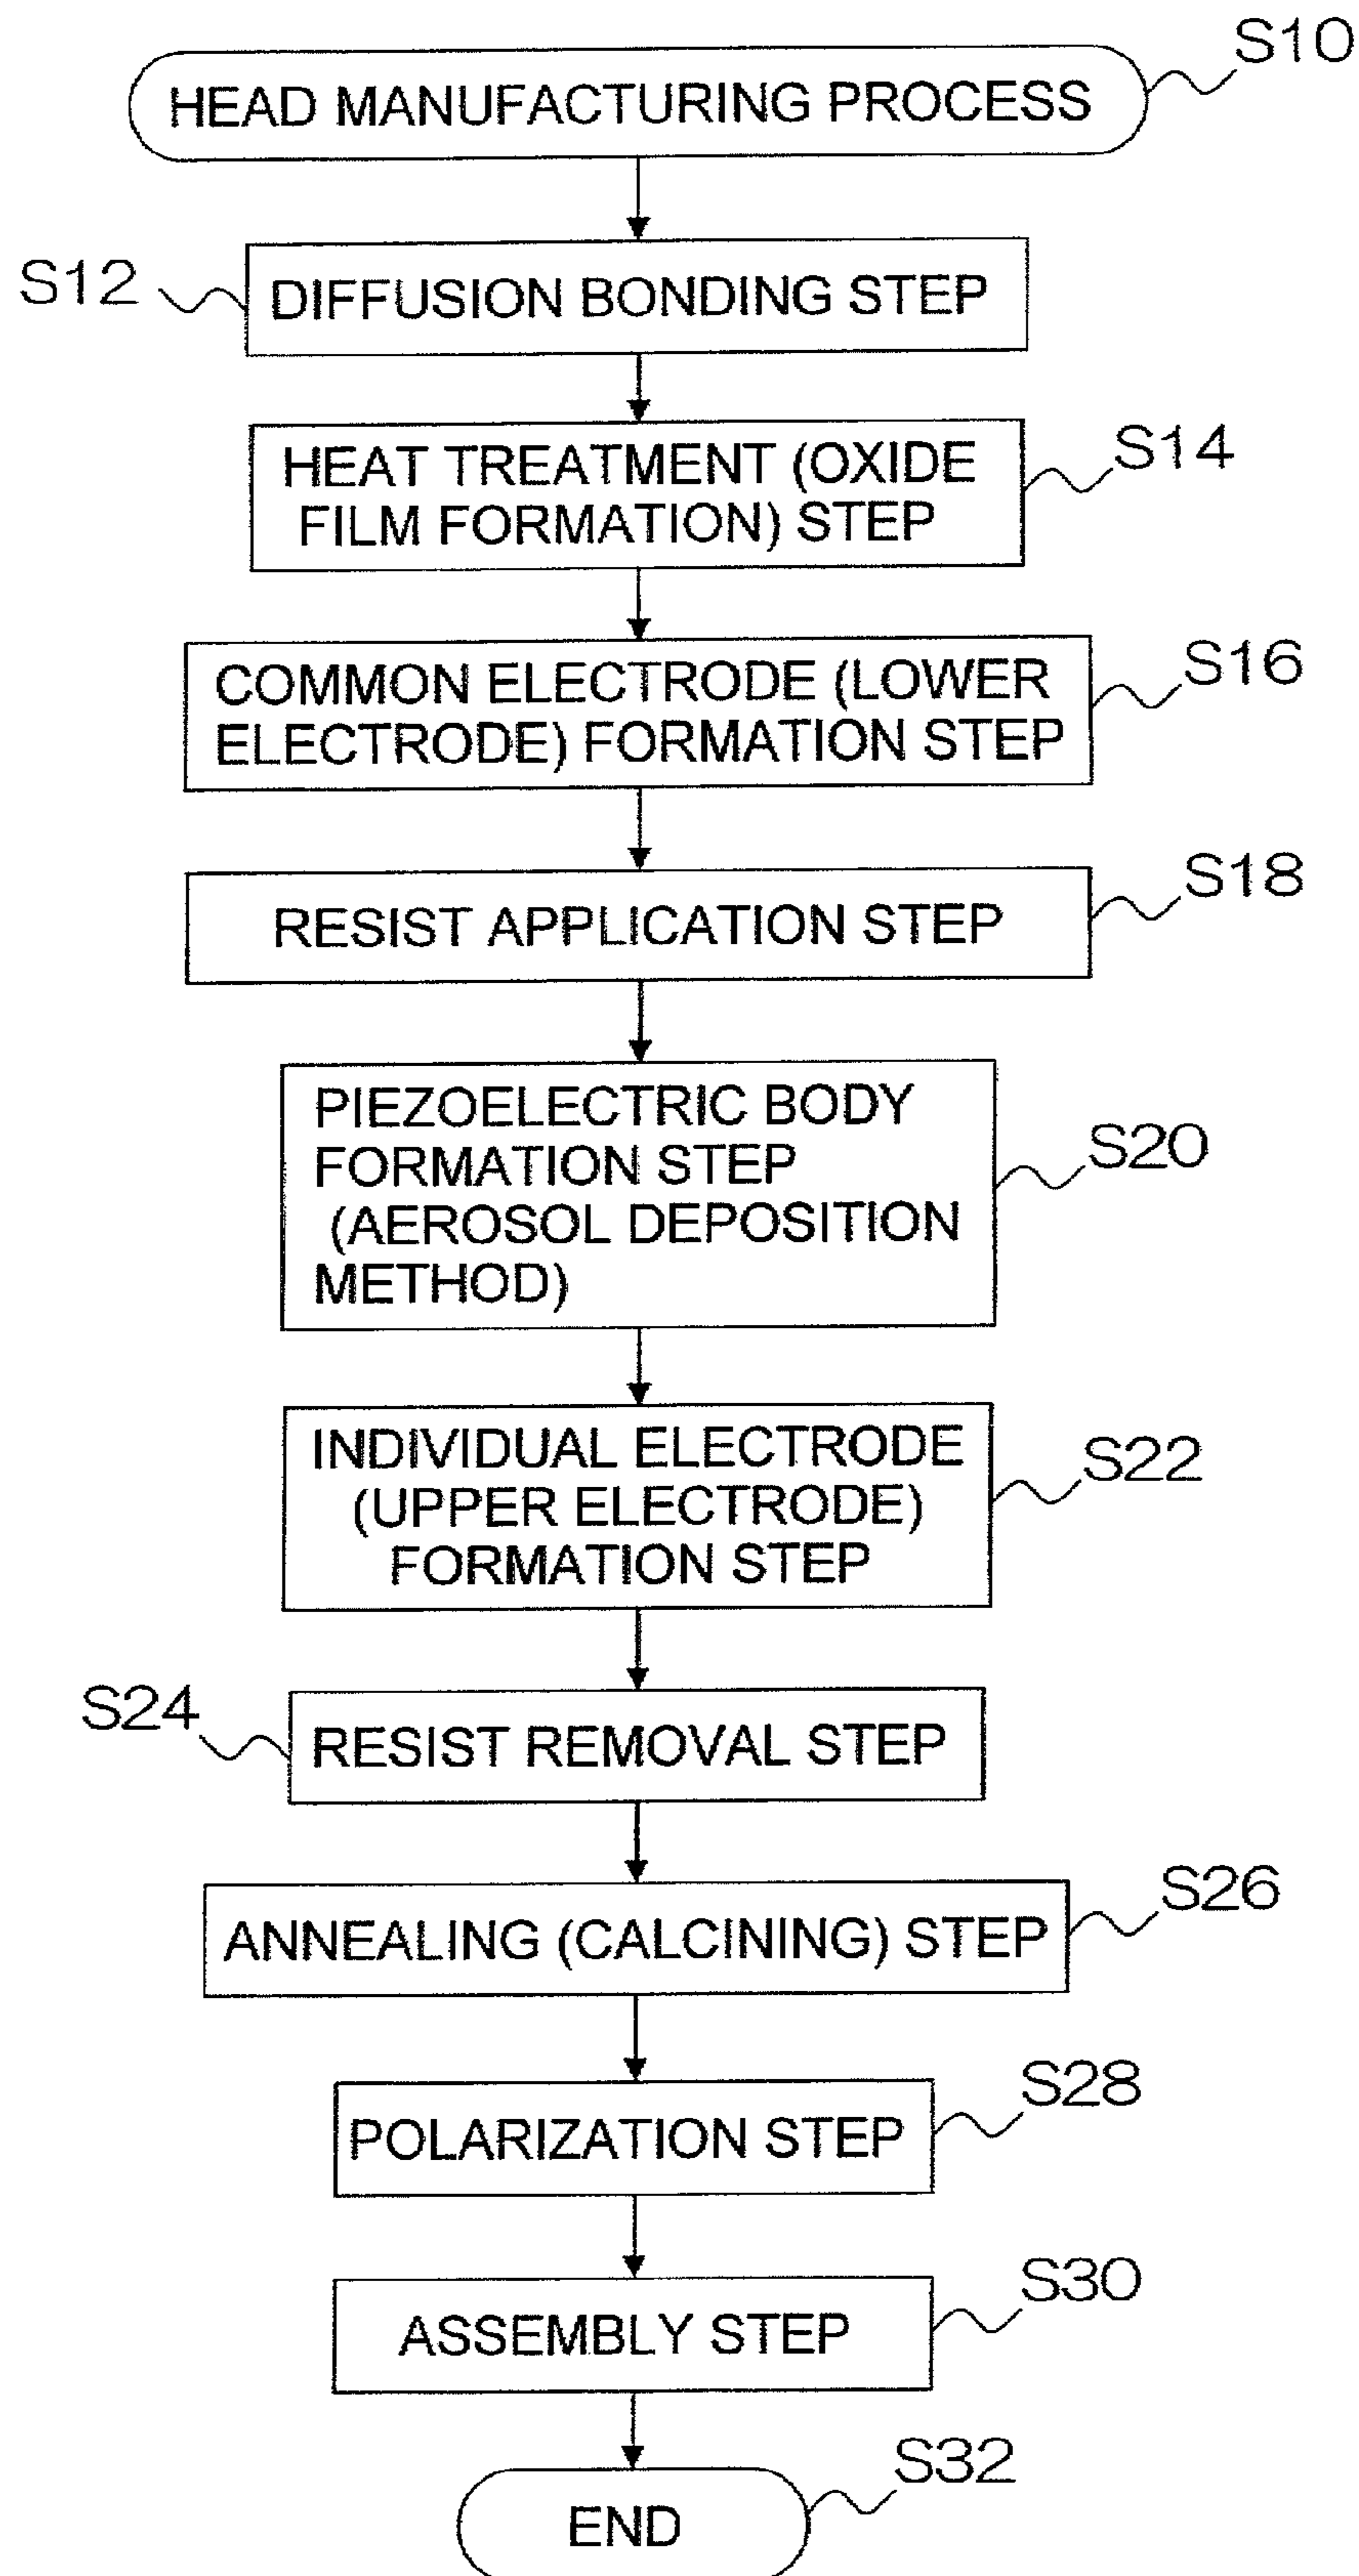 S10
HEAD MANUFACTURING PROCESS
S12
DIFFUSION BONDING STEP
S14
HEAT TREATMENT (OXIDE
FILM FORMATION) STEP
S16
COMMON ELECTRODE (LOWER
ELECTRODE) FORMATION STEP
S18
RESIST APPLICATION STEP
S20
PIEZOELECTRIC BODY
FORMATION STEP
(AEROSOL DEPOSITION
METHOD)
S22
INDIVIDUAL ELECTRODE
(UPPER ELECTRODE)
FORMATION STEP
S24
RESIST REMOVAL STEP
S26
ANNEALING (CALCINING) STEP
S28
POLARIZATION STEP
S30
ASSEMBLY STEP
S32
END